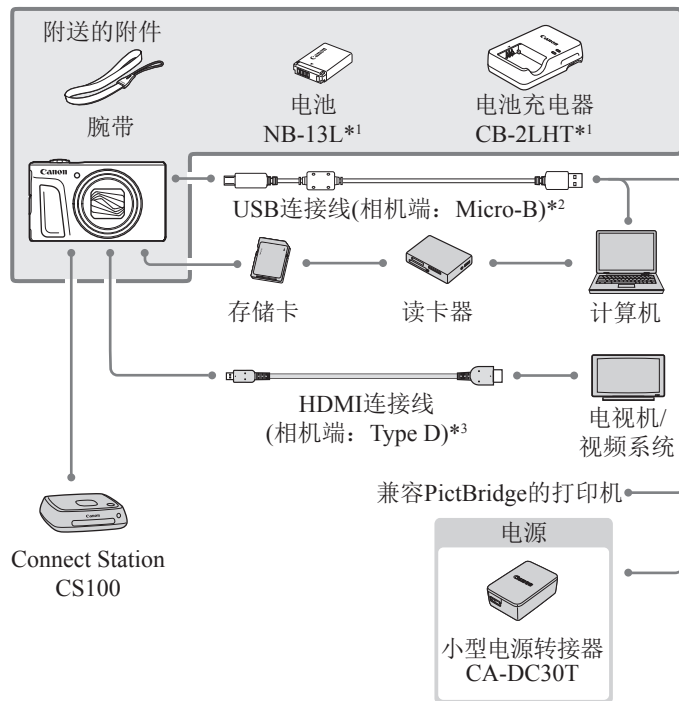 附送的附件
腕带
电池
NB-13L*1
电池充电器
CB-2LHT*1
Canon
USB连接线(相机端：Micro-B)*2
存储卡
读卡器
计算机
HDMI连接线
(相机端：Type D)*3
电视机/
视频系统
兼容PictBridge的打印机
Connect Station
CS100
电源
小型电源转接器
CA-DC30T